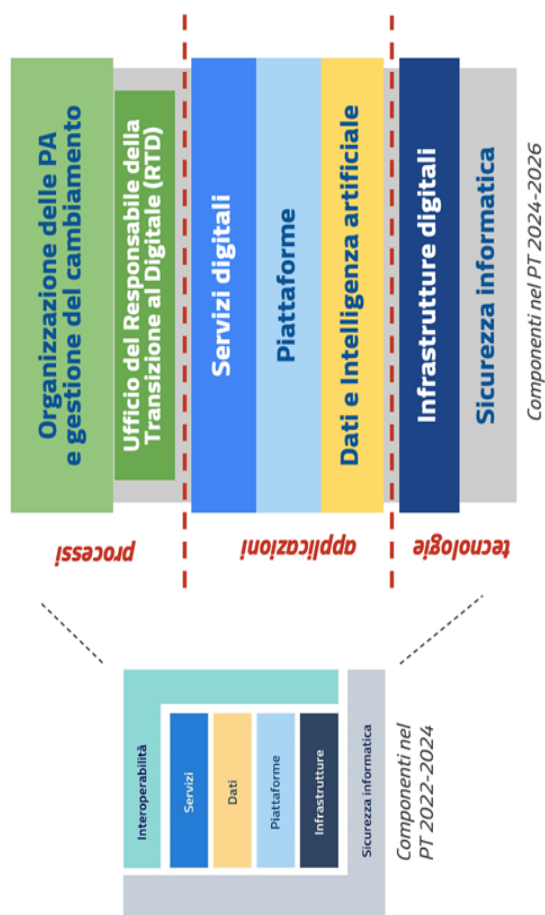 Interoperabilità
Servizi
Dati
Piattaforme
Infrastrutture
Sicurezza informatica
Componenti nel
PT 2022-2024
processi
applicazioni
tecnologie
Organizzazione delle PA
e gestione del cambiamento
Ufficio del Responsabile della
Transizione al Digitale (RTD)
Servizi digitali
Piattaforme
Dati e Intelligenza artificiale
Infrastrutture digitali
Sicurezza informatica
Componenti nel PT 2024-2026